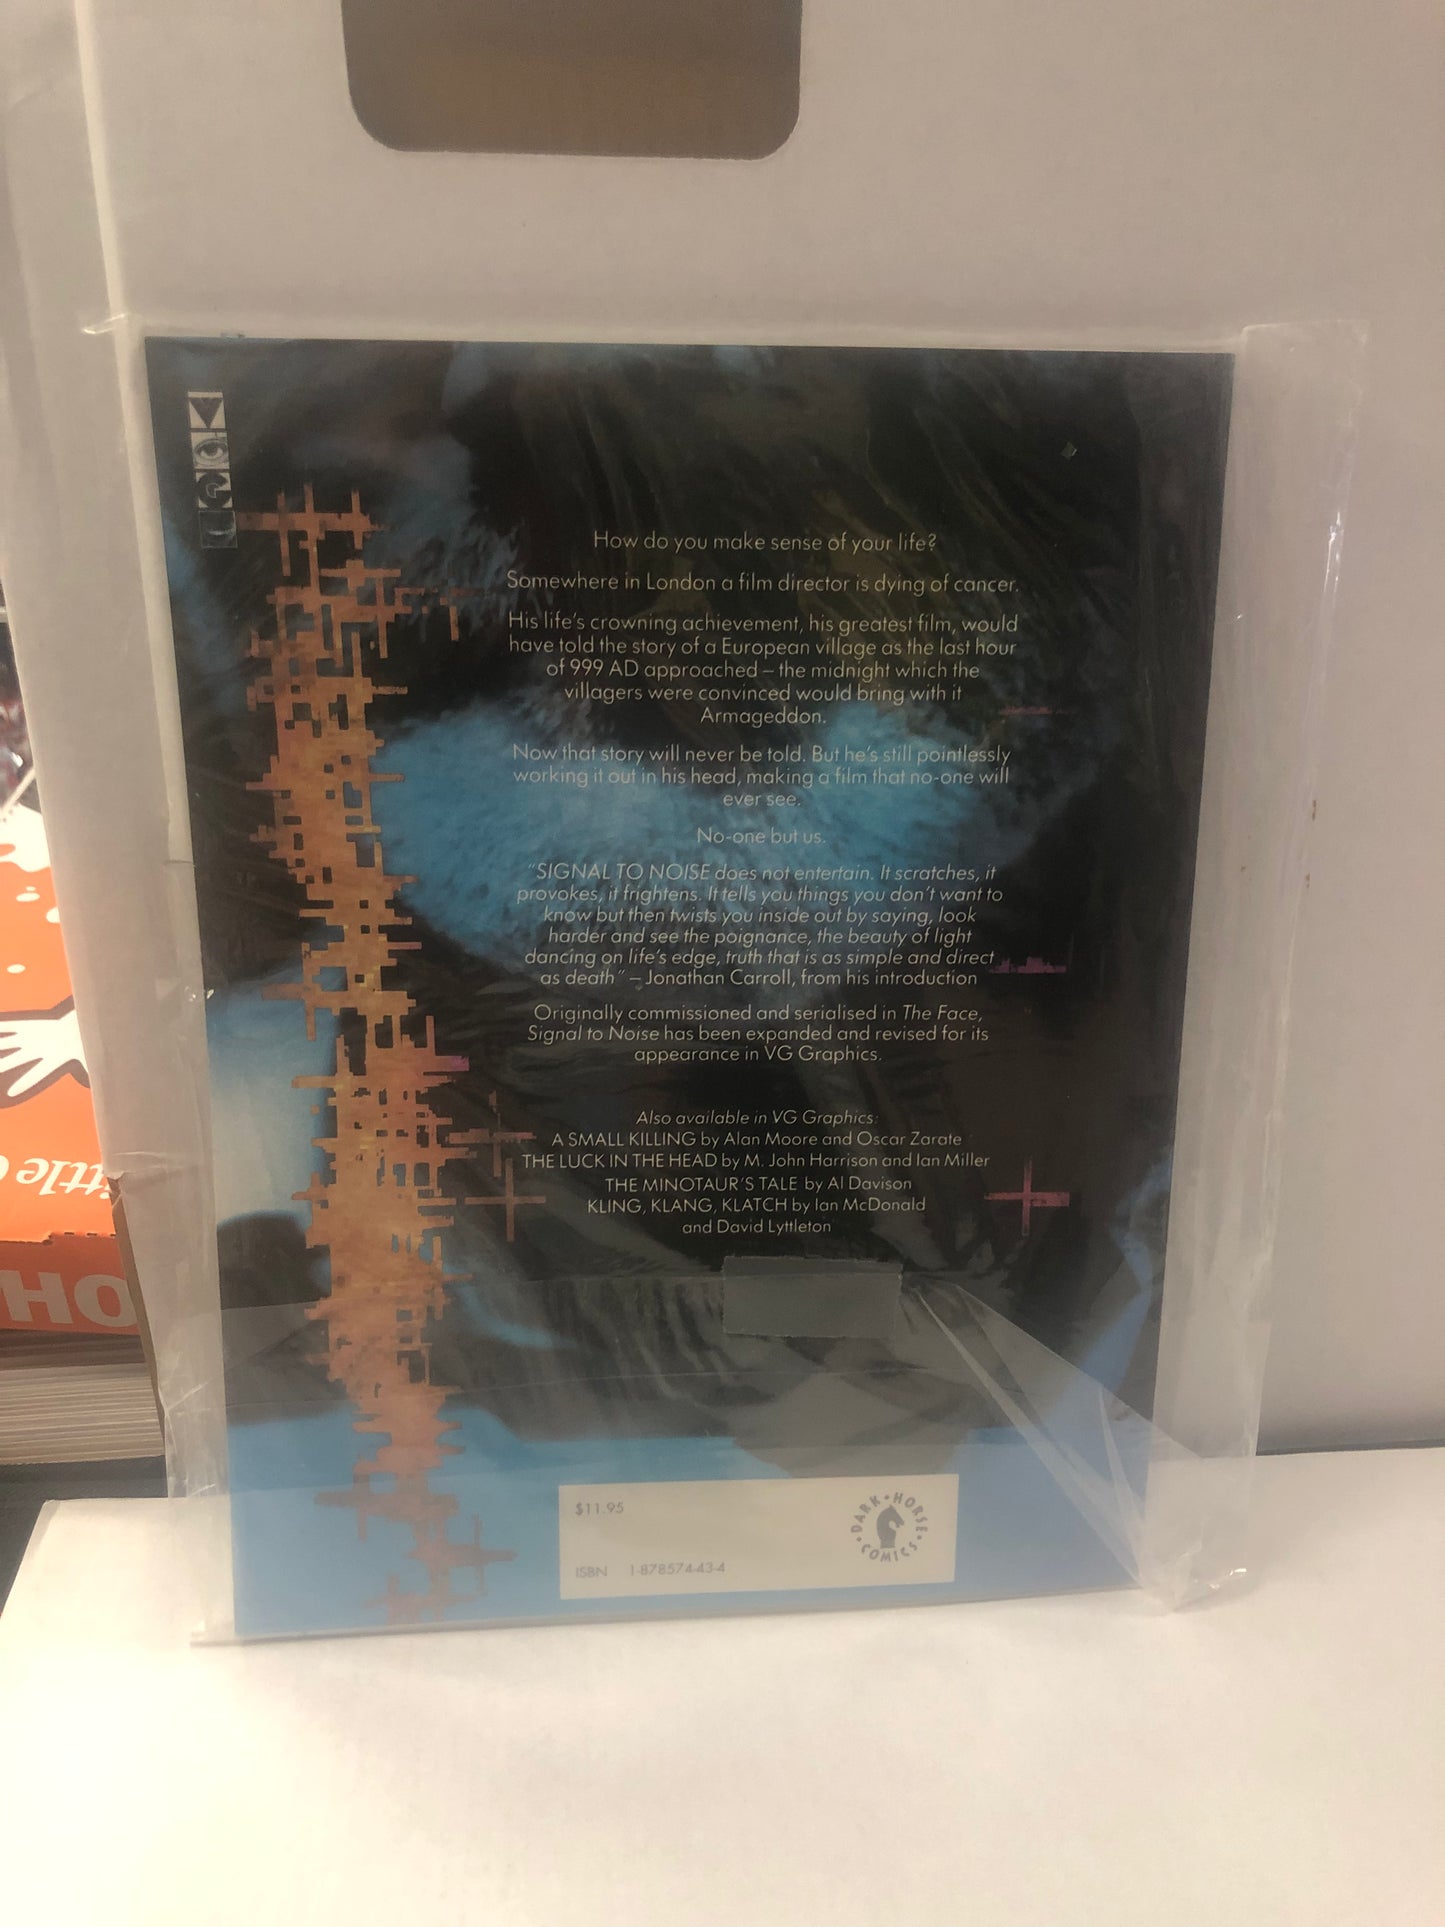 How do you make sense of your life?
Somewhere in London a film director is dying of cancer.
His life's crowning achievement, his greatest film, would
have told the story of a European village as the last hour
of 999 AD approached – the midnight which the
villagers were convinced would bring with it
Armageddon.
Now that story will never be told. But he's still pointlessly
working it out in his head, making a film that no-one will
ever see.
No-one but us.
"SIGNAL TO NOISE does not entertain. It scratches, it
provokes, it frightens. It tells you things you don't want to
know but then twists you inside out by saying, look
harder and see the poignance, the beauty of light
dancing on life's edge, truth that is as simple and direct
as death" – Jonathan Carroll, from his introduction
Originally commissioned and serialised in The Face,
Signal to Noise has been expanded and revised for its
appearance in VG Graphics.
Also available in VG Graphics:
A SMALL KILLING by Alan Moore and Oscar Zarate
THE LUCK IN THE HEAD by M. John Harrison and Ian Miller
THE MINOTAUR'S TALE by Al Davison
KLING, KLANG, KLATCH by Ian McDonald
and David Lyttleton
$11.95
DARK • HORSE • COMICS •
ISBN 1-878574-43-4
ittle
HO